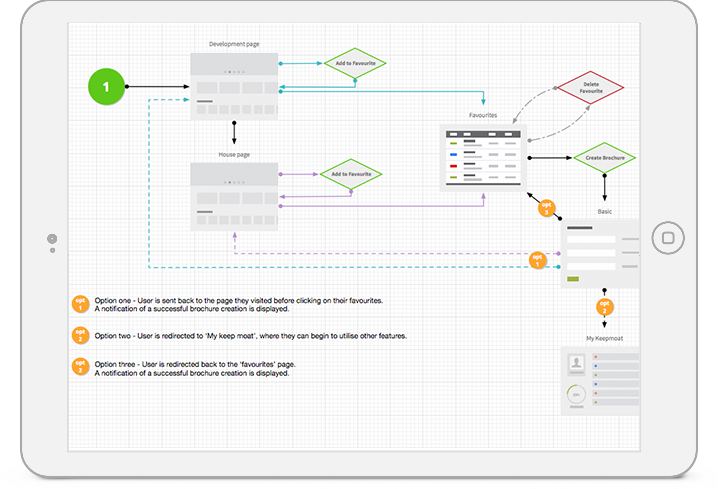 Development page
Add to Favourite
1
Delete
Favourite
Favourites
House page
Create Brochure
Add to Favourite
opt
3
Basic
opt
1
Option one - User is sent back to the page they visited before clicking on their favourites.
A notification of a successful brochure creation is displayed.
opt
1
opt
2
Option two - User is redirected to 'My keep moat', where they can begin to utilise other features.
opt
2
My Keepmoat
Option three - User is redirected back to the 'favourites' page.
A notification of a successful brochure creation is displayed.
opt
2